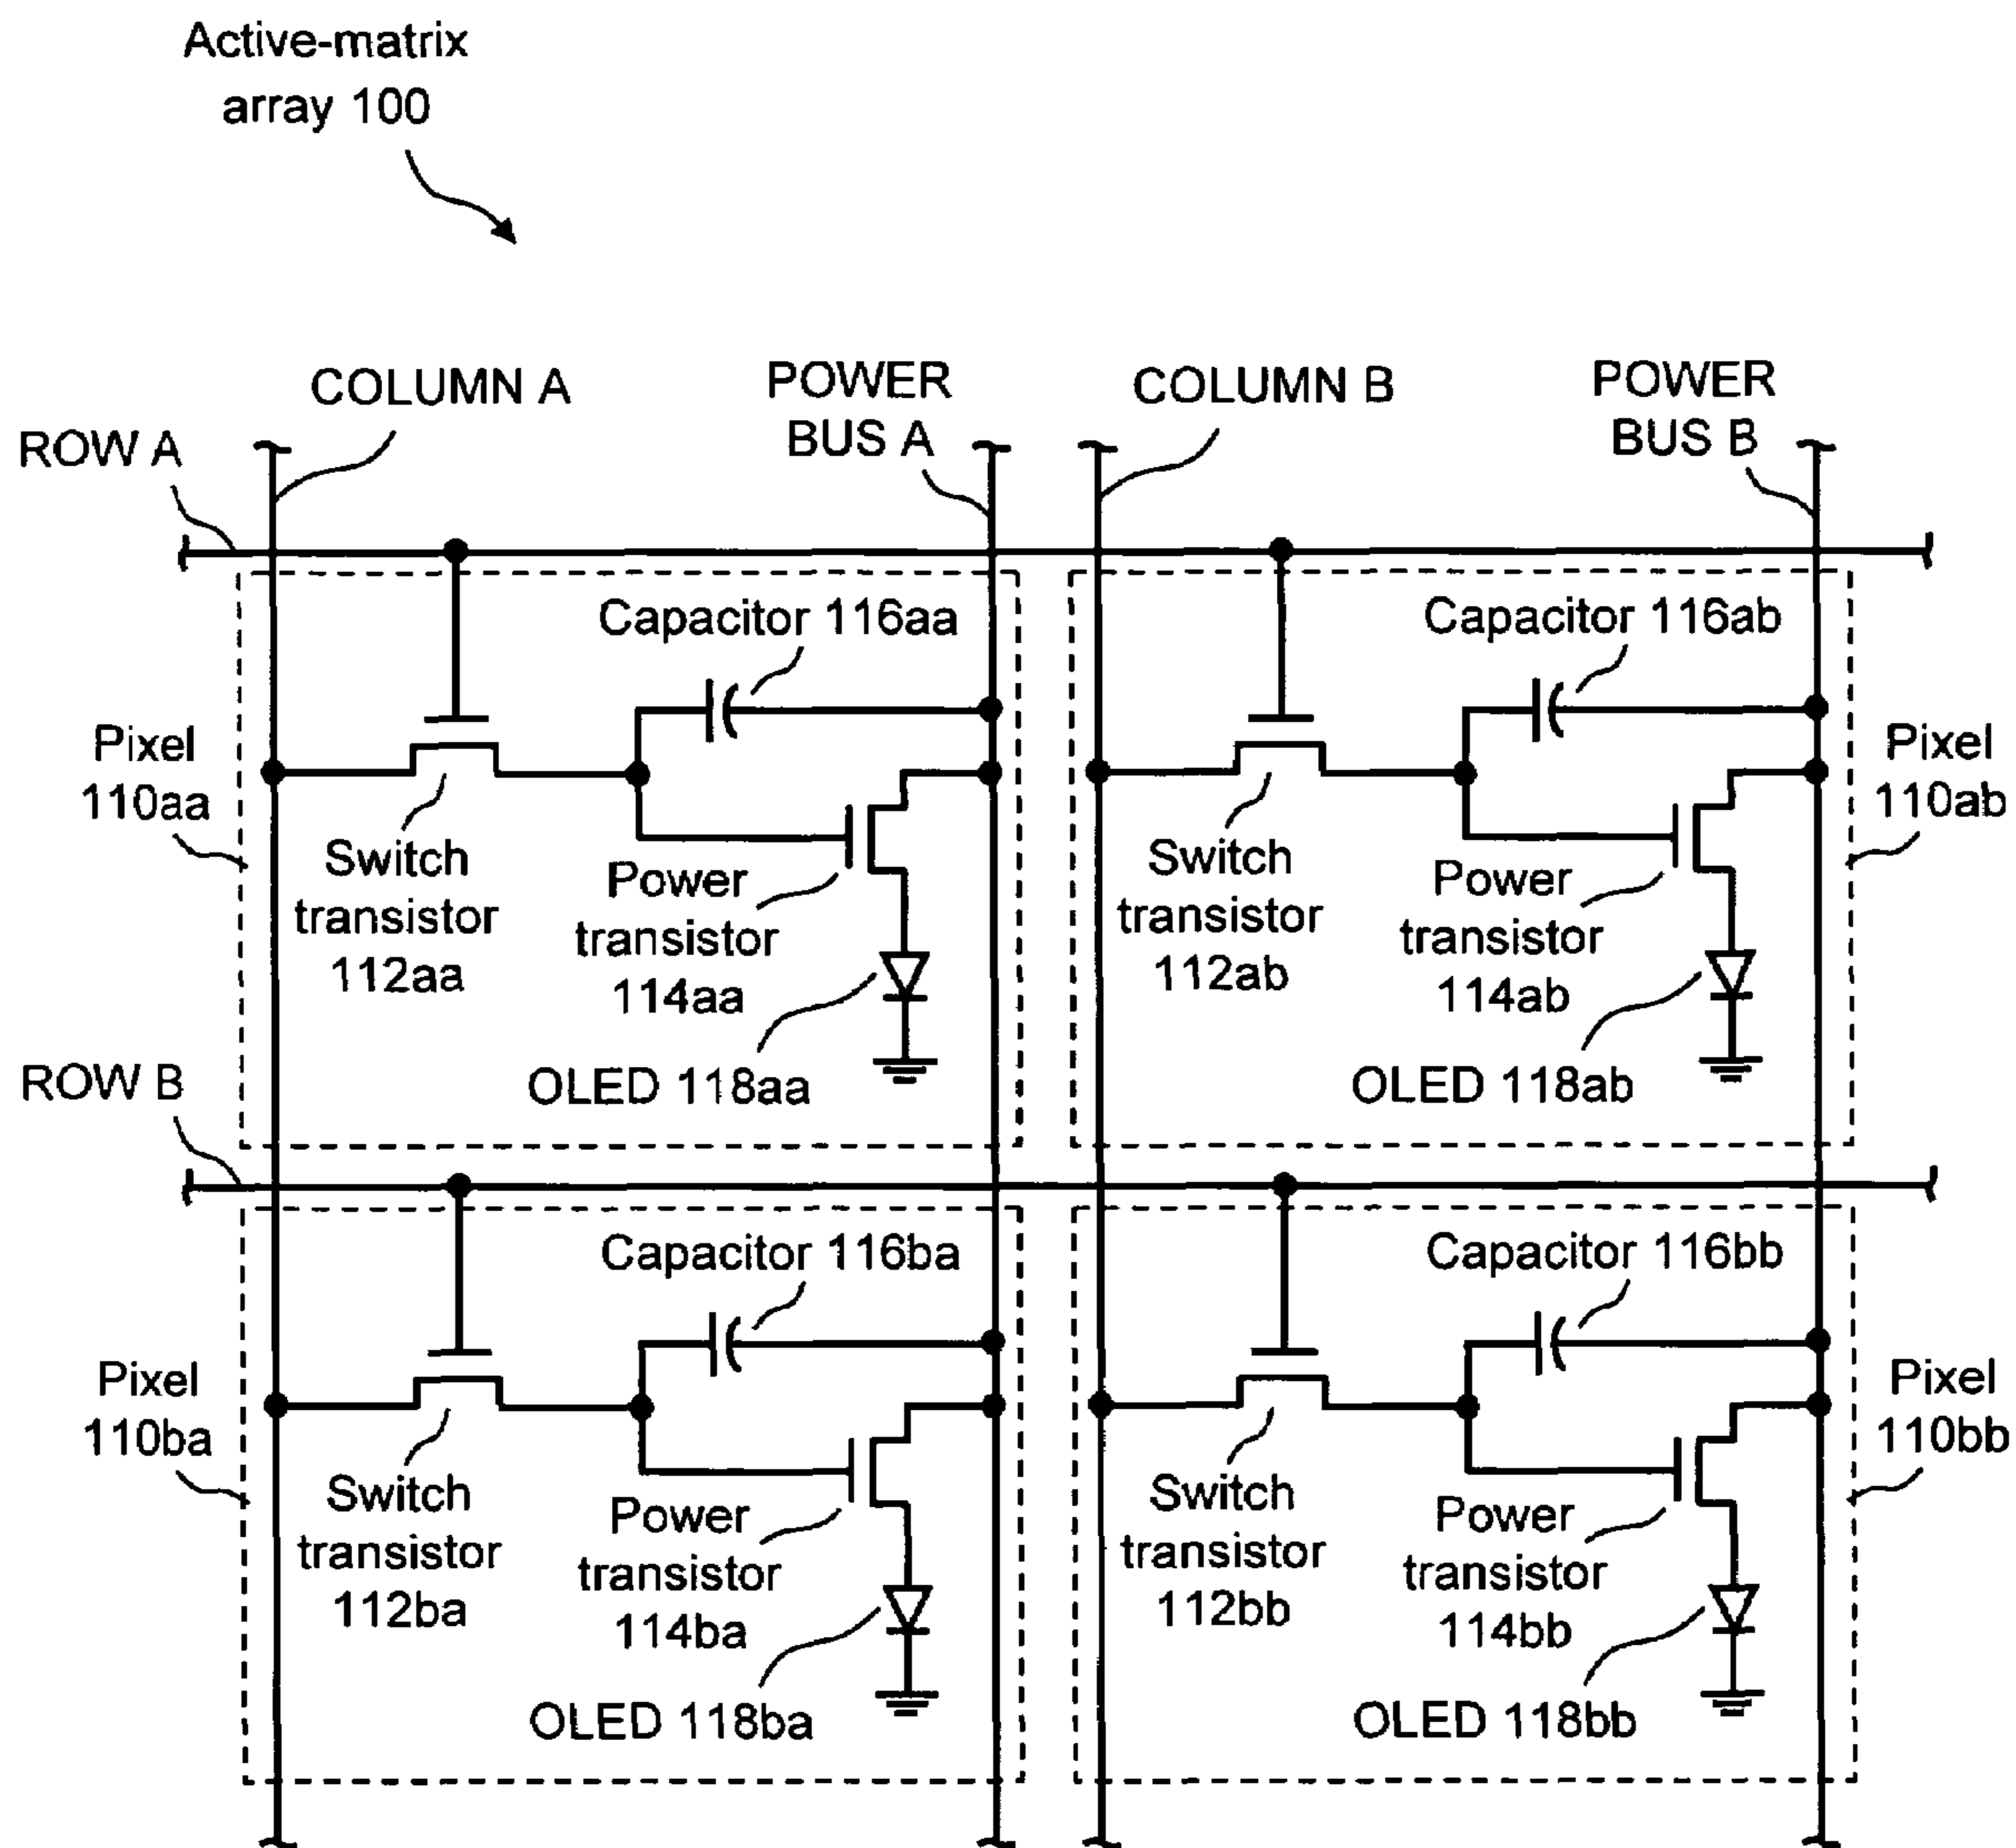 Active-matrix
array 100
COLUMN A
POWER
BUS A
COLUMN B
POWER
BUS B
ROW A
Capacitor 116aa
Capacitor 116ab
Pixel
110aa
Switch
transistor
112aa
Power
transistor
114aa
OLED 118aa
Switch
transistor
112ab
Power
transistor
114ab
OLED 118ab
Pixel
110ab
ROW B
Capacitor 116ba
Capacitor 116bb
Pixel
110ba
Switch
transistor
112ba
Power
transistor
114ba
OLED 118ba
Switch
transistor
112bb
Power
transistor
114bb
OLED 118bb
Pixel
110bb